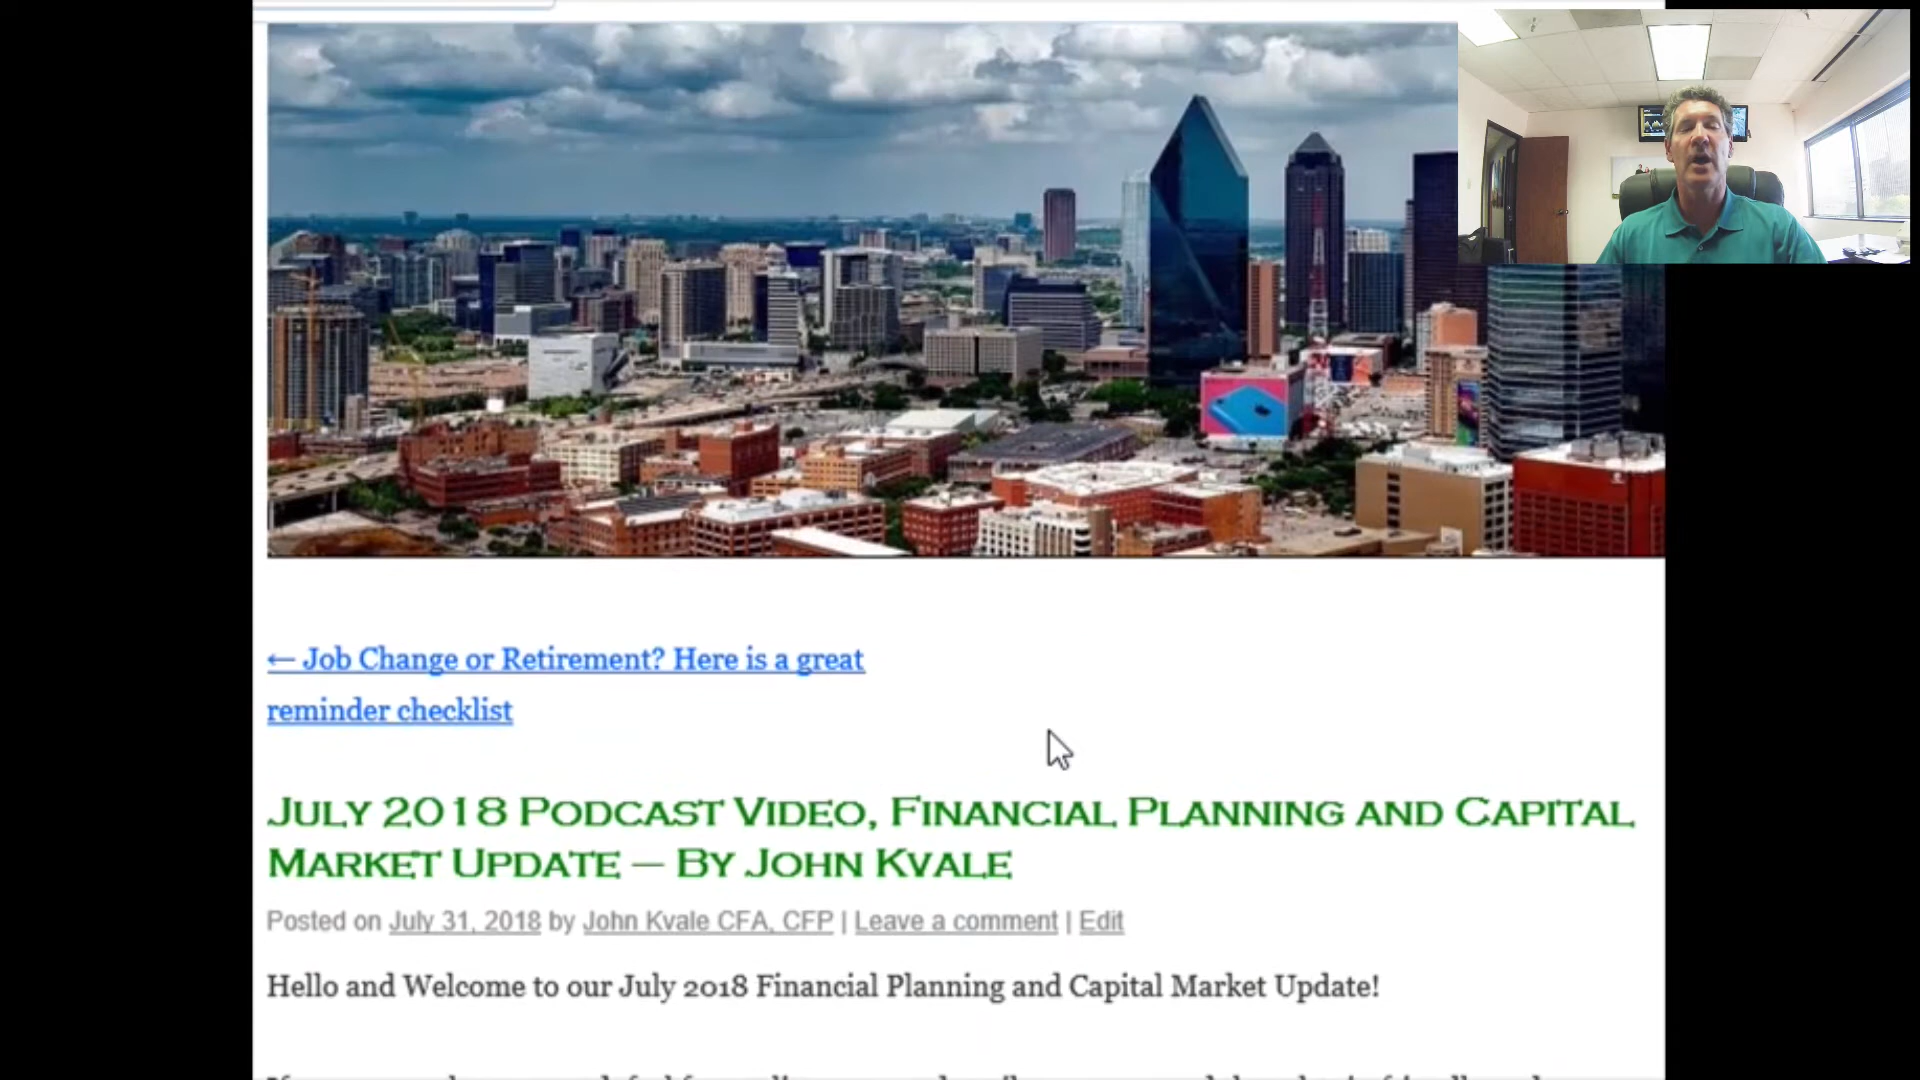 ← Job Change or Retirement? Here is a great
reminder checklist
July 2018 Podcast Video, Financial Planning and Capital
Market Update – By John Kvale
Posted on July 31, 2018 by John Kvale CFA, CFP | Leave a comment | Edit
Hello and Welcome to our July 2018 Financial Planning and Capital Market Update!